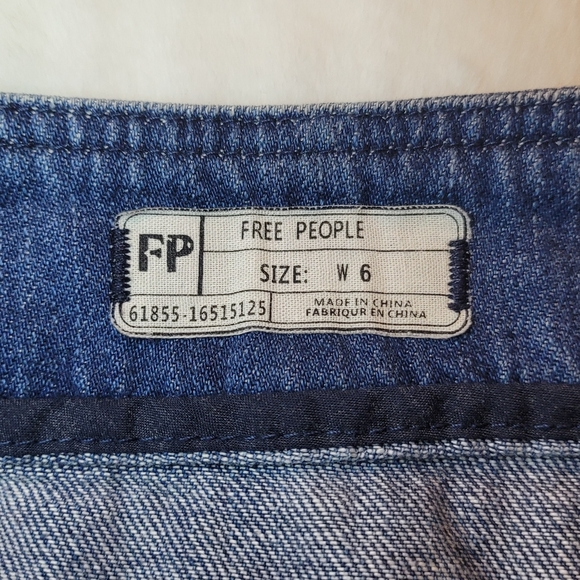 FP
FREE PEOPLE
SIZE: W 6
61855-16515125
MADE IN CHINA
FABRIQUR EN CHINA